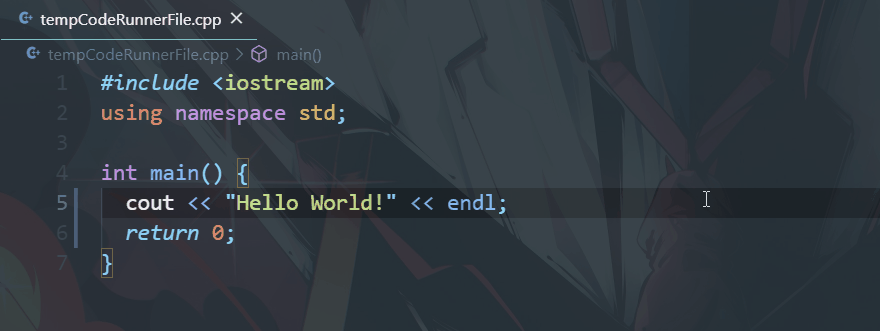 tempCodeRunnerFile.cpp
tempCodeRunnerFile.cpp > main()
1 #include <iostream>
2 using namespace std;
3
4 int main() {
5 cout << "Hello World!" << endl;
6 return 0;
7 }